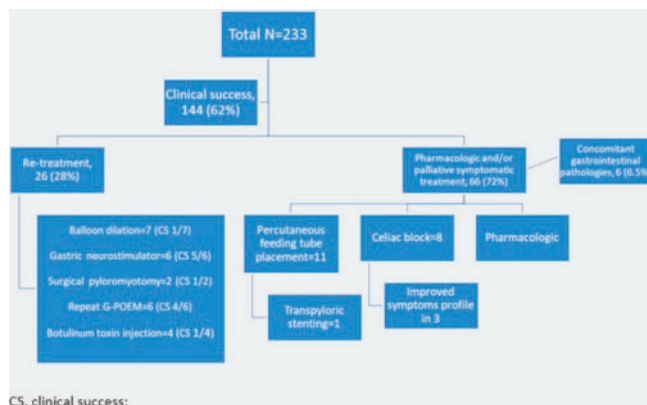 Total N=233
Clinical success,
144 (62%)
Re-treatment,
26 (28%)
Pharmacologic and/or
palliative symptomatic
treatment, 66 (72%)
Concomitant
gastrointestinal
pathologies, 6 (6.5%
Balloon dilation=7 (CS 1/7)
Gastric neurostimulator=6 (CS 5/6)
Surgical pyloromyotomy=2 (CS 1/2)
Repeat G-POEM=6 (CS 4/6)
Botulinum toxin injection=4 (CS 1/4)
Percutaneous
feeding tube
placement=11
Celiac block=8
Pharmacologic
Transpyloric
stenting=1
Improved
symptoms profile
in 3
CS, clinical success;